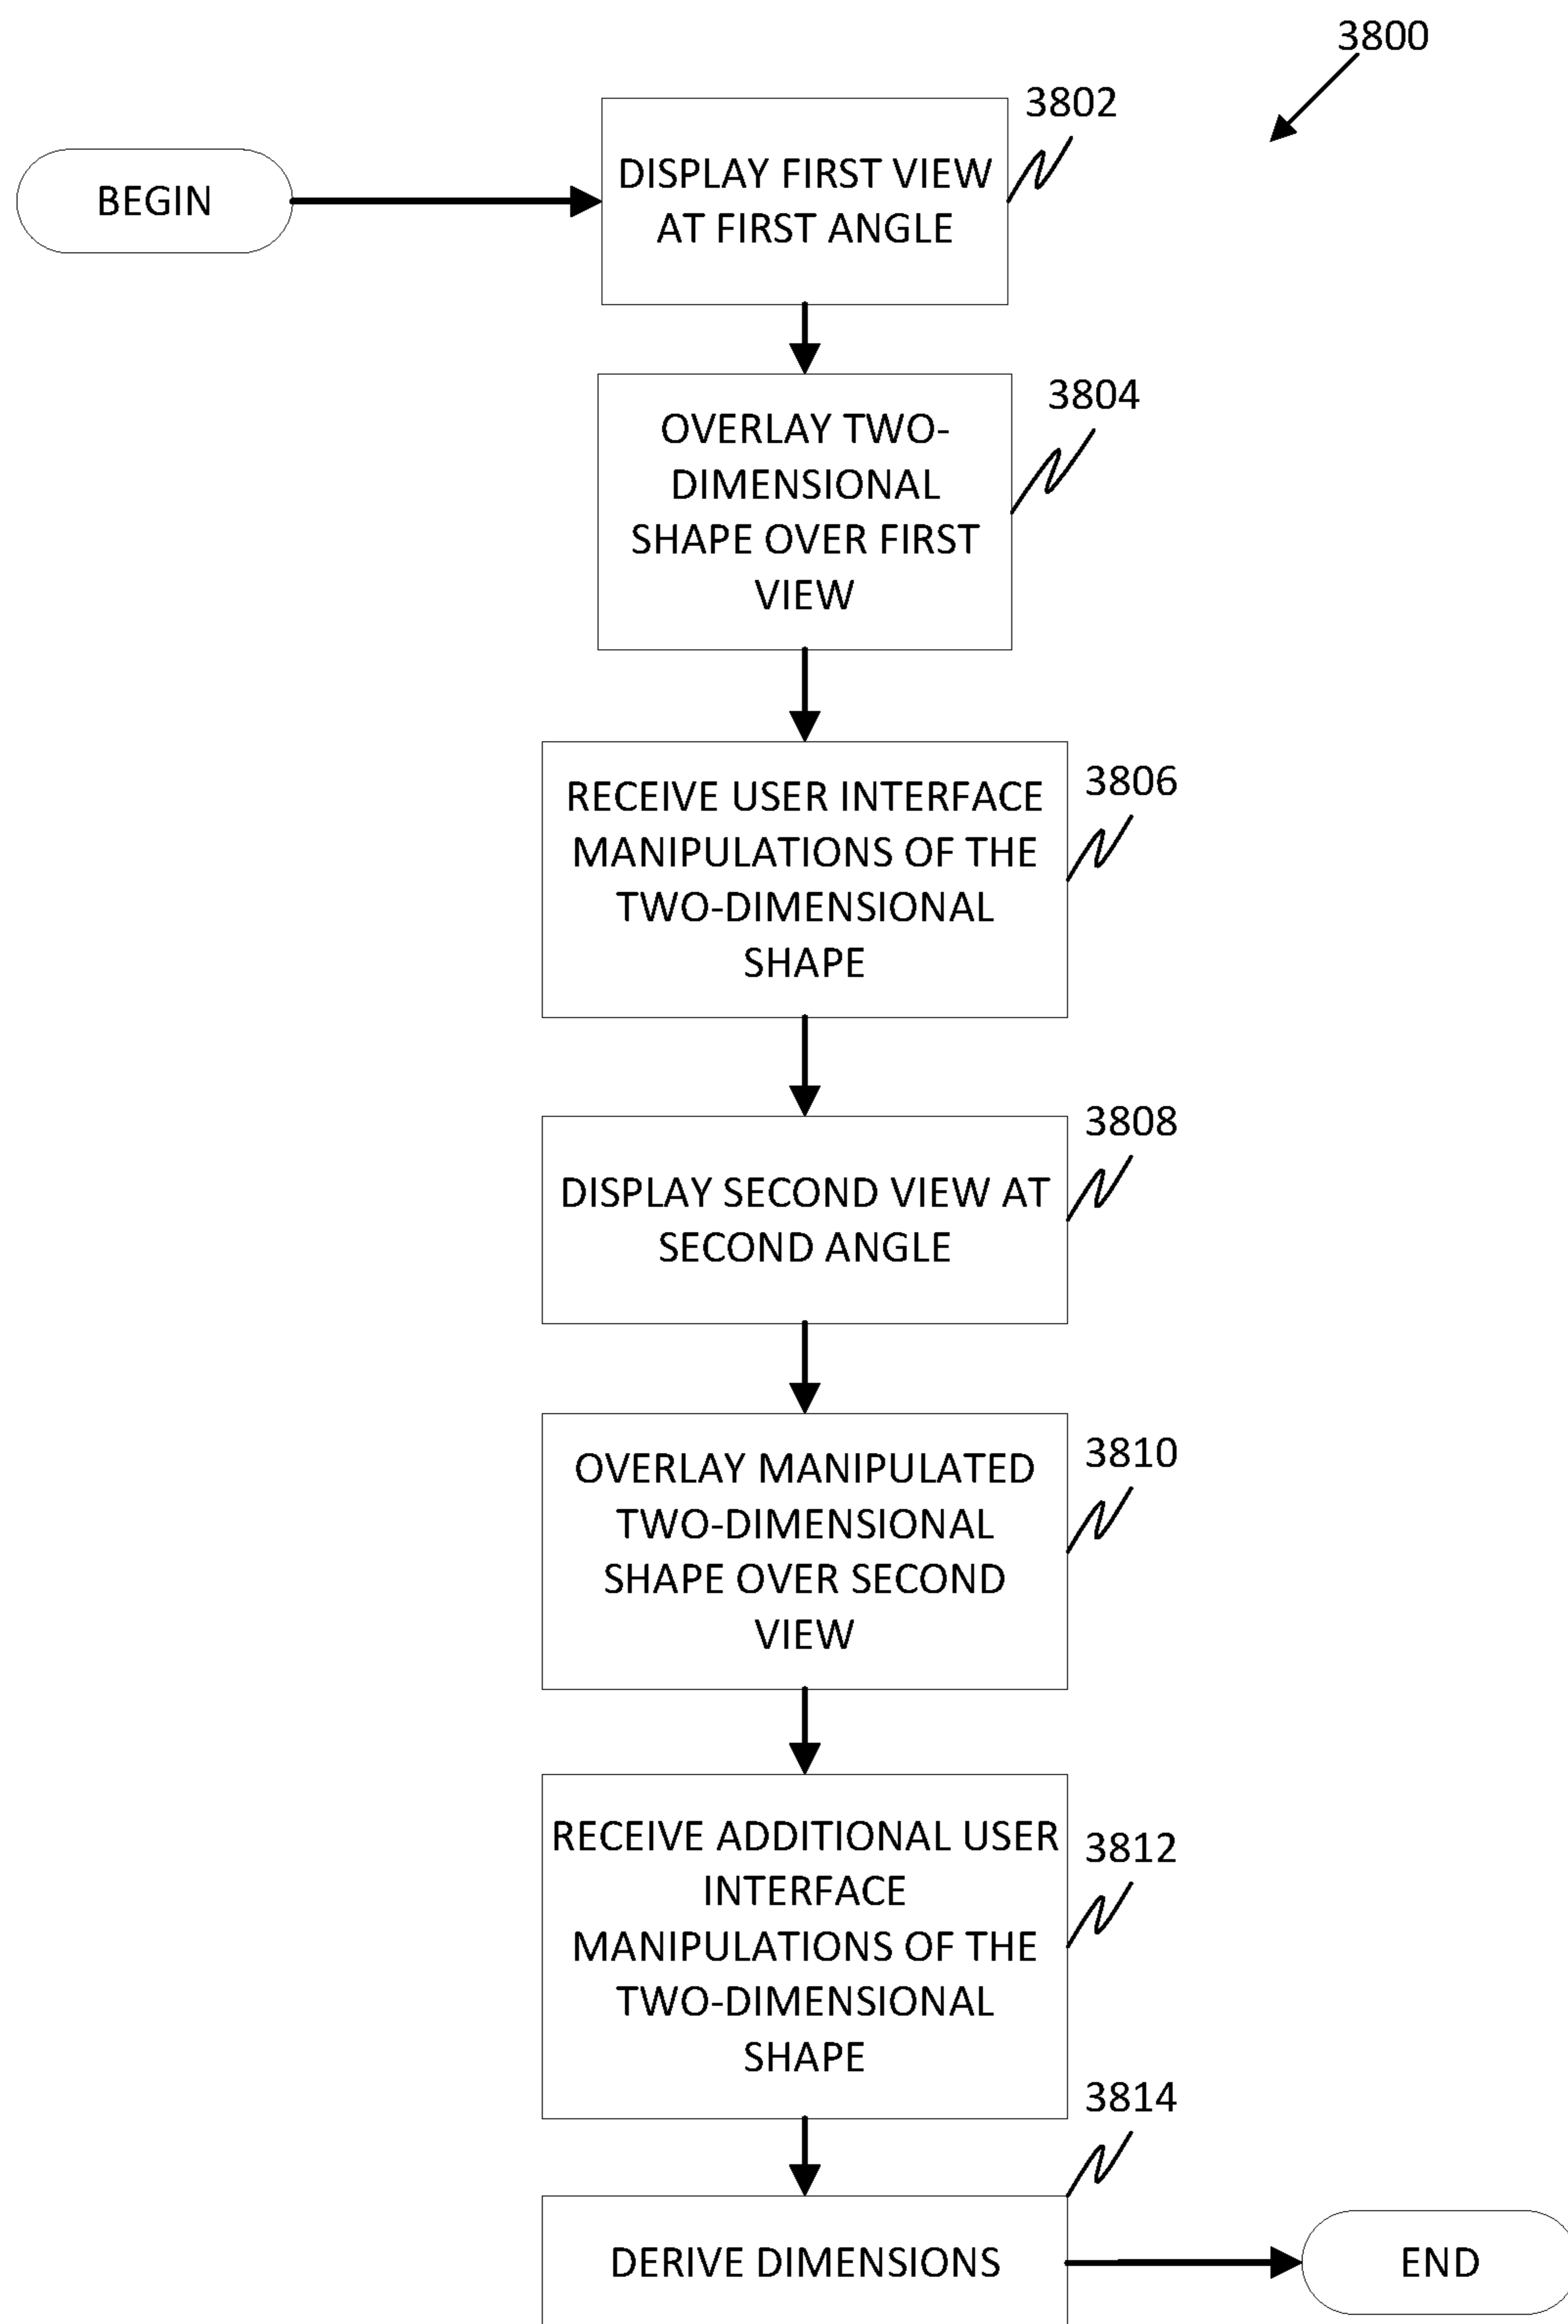 3800
3802
BEGIN
DISPLAY FIRST VIEW
AT FIRST ANGLE
3804
OVERLAY TWO-
DIMENSIONAL
SHAPE OVER FIRST
VIEW
3806
RECEIVE USER INTERFACE
MANIPULATIONS OF THE
TWO-DIMENSIONAL
SHAPE
3808
DISPLAY SECOND VIEW AT
SECOND ANGLE
3810
OVERLAY MANIPULATED
TWO-DIMENSIONAL
SHAPE OVER SECOND
VIEW
3812
RECEIVE ADDITIONAL USER
INTERFACE
MANIPULATIONS OF THE
TWO-DIMENSIONAL
SHAPE
3814
DERIVE DIMENSIONS
END